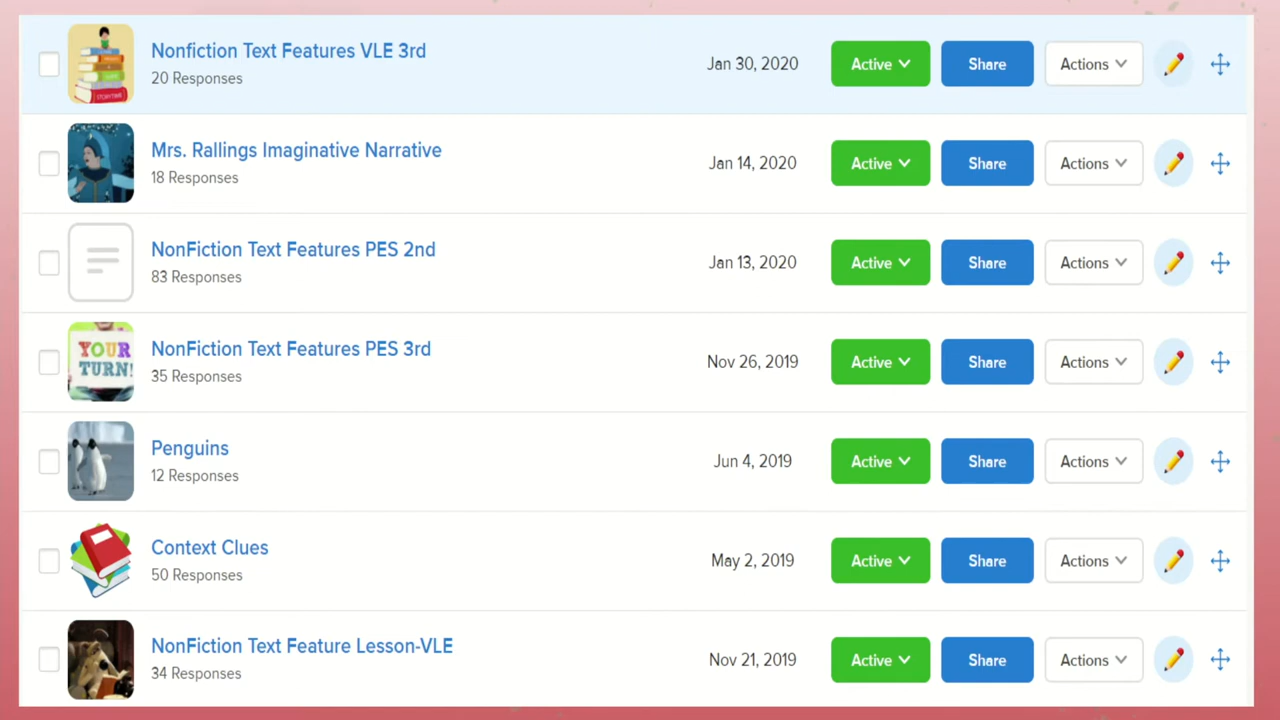 Nonfiction Text Features VLE 3rd
20 Responses
Jan 30, 2020
Active
Share
Actions
STORYTIME
Mrs. Rallings Imaginative Narrative
18 Responses
Jan 14, 2020
Active
Share
Actions
NonFiction Text Features PES 2nd
83 Responses
Jan 13, 2020
Active
Share
Actions
NonFiction Text Features PES 3rd
35 Responses
Nov 26, 2019
Active
Share
Actions
YOUR
TURN!
Penguins
12 Responses
Jun 4, 2019
Active
Share
Actions
Context Clues
50 Responses
May 2, 2019
Active
Share
Actions
NonFiction Text Feature Lesson-VLE
34 Responses
Nov 21, 2019
Active
Share
Actions